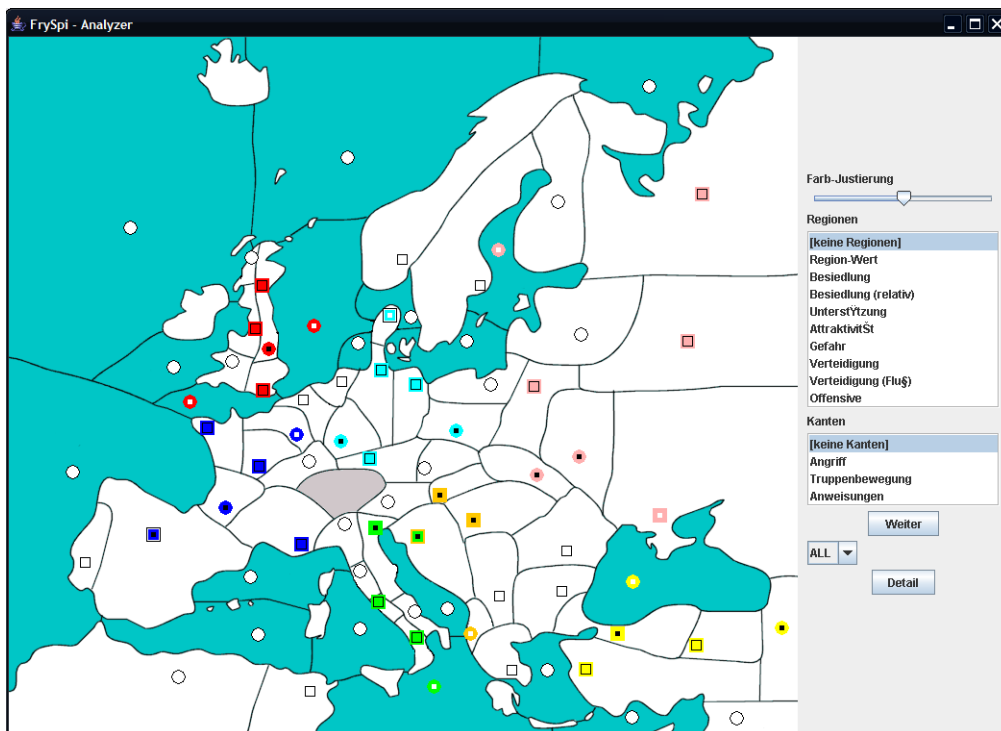 FrySpi - Analyzer
Farb-Justierung
Regionen
[keine Regionen]
Region-Wert
Besiedlung
Besiedlung (relativ)
UnterstŸtzung
AttraktivitŠt
Gefahr
Verteidigung
Verteidigung (Flu§)
Offensive
Kanten
[keine Kanten]
Angriff
Truppenbewegung
Anweisungen
Weiter
ALL
Detail